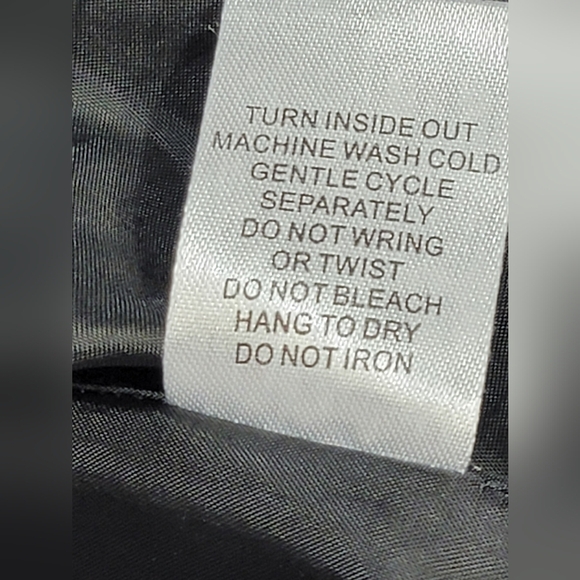 TURN INSIDE OUT
MACHINE WASH COLD
GENTLE CYCLE
SEPARATELY
DO NOT WRING
OR TWIST
DO NOT BLEACH
HANG TO DRY
DO NOT IRON